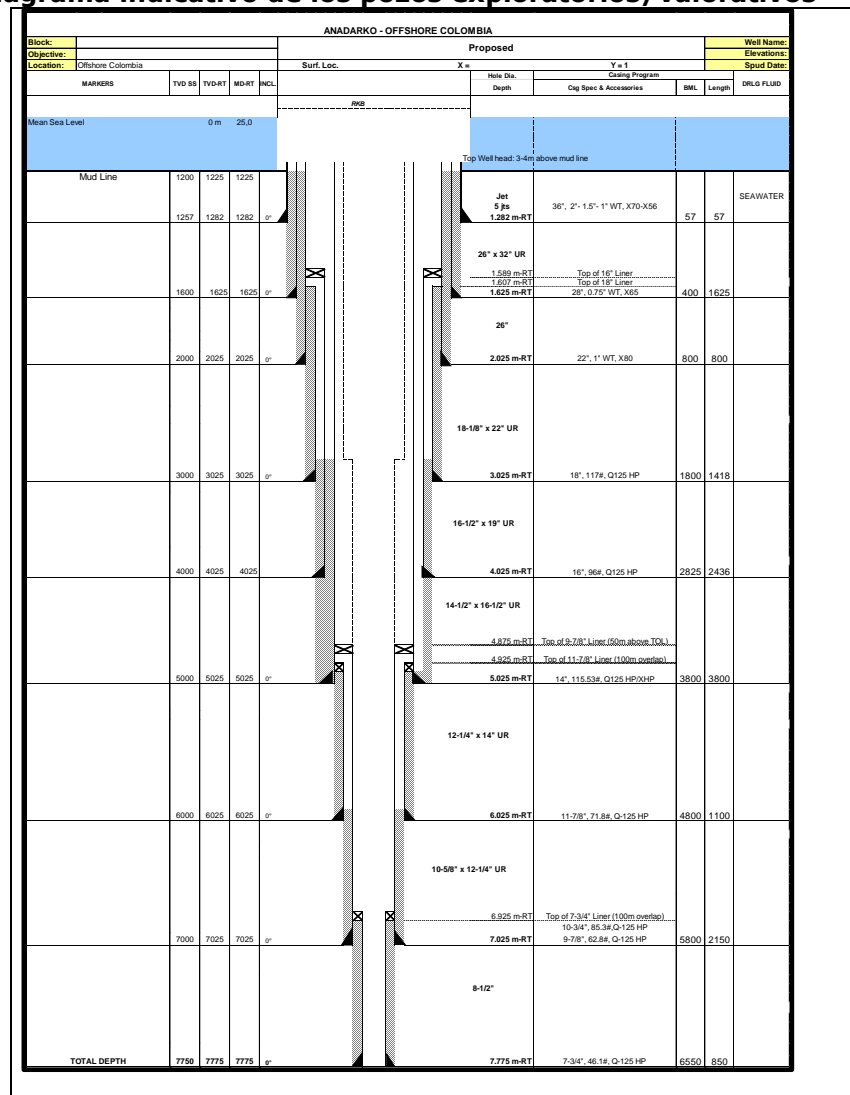 ANADARKO - OFFSHORE COLOMBIA
Block: Proposed Well Name:
Objective: Elevations:
Location: Offshore Colombia Surf. Loc. X = Y = 1 Spud Date:
MARKERS TVD SS TVD-RT MD-RT INCL. Hole Dia. Casing Program DRLG FLUID
Depth Csg Spec & Accessories BML Length
RKB
Mean Sea Level 0 m 25,0
Top Well head: 3-4m above mud line
Mud Line 1200 1225 1225
Jet SEAWATER
5 jts 36", 2"- 1.5"- 1" WT, X70-X56
1257 1282 1282 0° 1.282 m-RT 57 57
26" x 32" UR
1.589 m-RT Top of 16" Liner
1.607 m-RT Top of 18" Liner
1600 1625 1625 0° 1.625 m-RT 28", 0.75" WT, X65 400 1625
26"
2000 2025 2025 0° 2.025 m-RT 22", 1" WT, X80 800 800
18-1/8" x 22" UR
3000 3025 3025 0° 3.025 m-RT 18", 117#, Q125 HP 1800 1418
16-1/2" x 19" UR
4000 4025 4025 4.025 m-RT 16", 96#, Q125 HP 2825 2436
14-1/2" x 16-1/2" UR
4.875 m-RT Top of 9-7/8" Liner (50m above TOL)
4.925 m-RT Top of 11-7/8" Liner (100m overlap)
5000 5025 5025 0° 5.025 m-RT 14", 115.53#, Q125 HP/XHP 3800 3800
12-1/4" x 14" UR
6000 6025 6025 0° 6.025 m-RT 11-7/8", 71.8#, Q-125 HP 4800 1100
10-5/8" x 12-1/4" UR
6.925 m-RT Top of 7-3/4" Liner (100m overlap)
10-3/4", 85.3#,Q-125 HP
7000 7025 7025 0° 7.025 m-RT 9-7/8", 62.8#, Q-125 HP 5800 2150
8-1/2"
TOTAL DEPTH 7750 7775 7775 0° 7.775 m-RT 7-3/4", 46.1#, Q-125 HP 6550 850